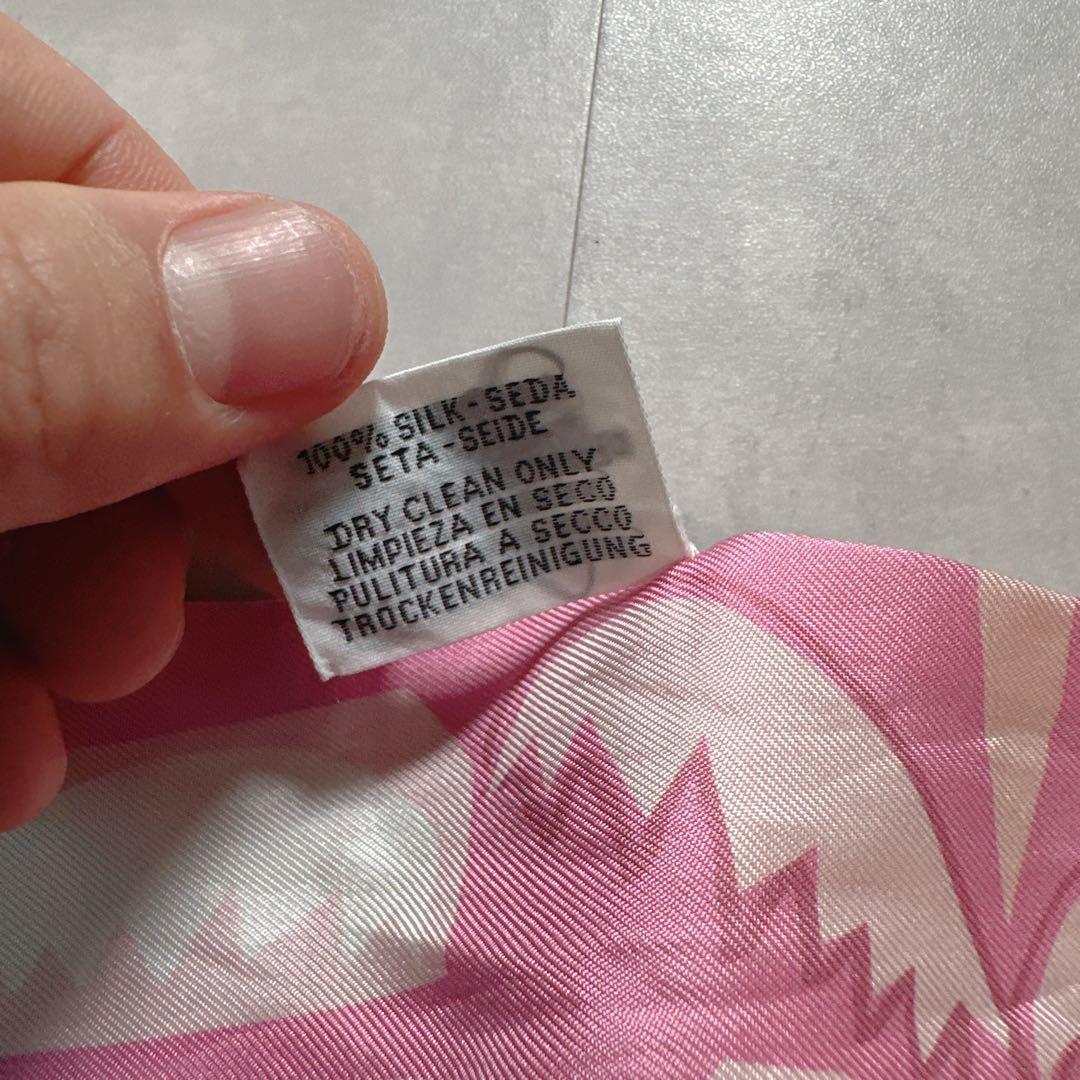 100% SILK-SEDA
SETA-SEIDE
DRY CLEAN ONLY
LIMPIEZA EN SECO
PULITURA A SECCO
TROCKENREINIGUNG